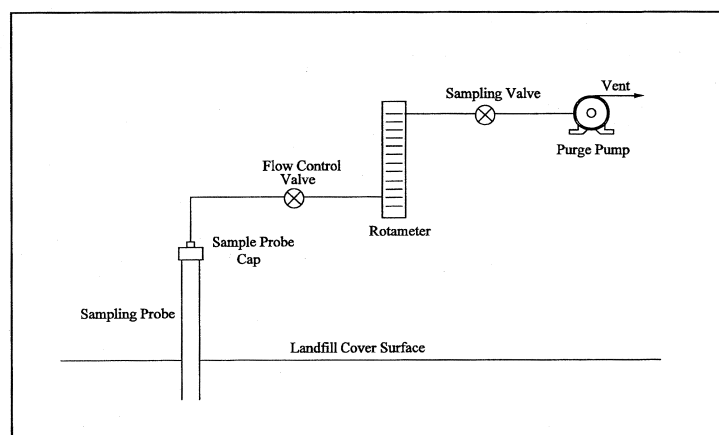 Vent
Sampling Valve
Purge Pump
Flow Control
Valve
Rotameter
Sample Probe
Cap
Sampling Probe
Landfill Cover Surface